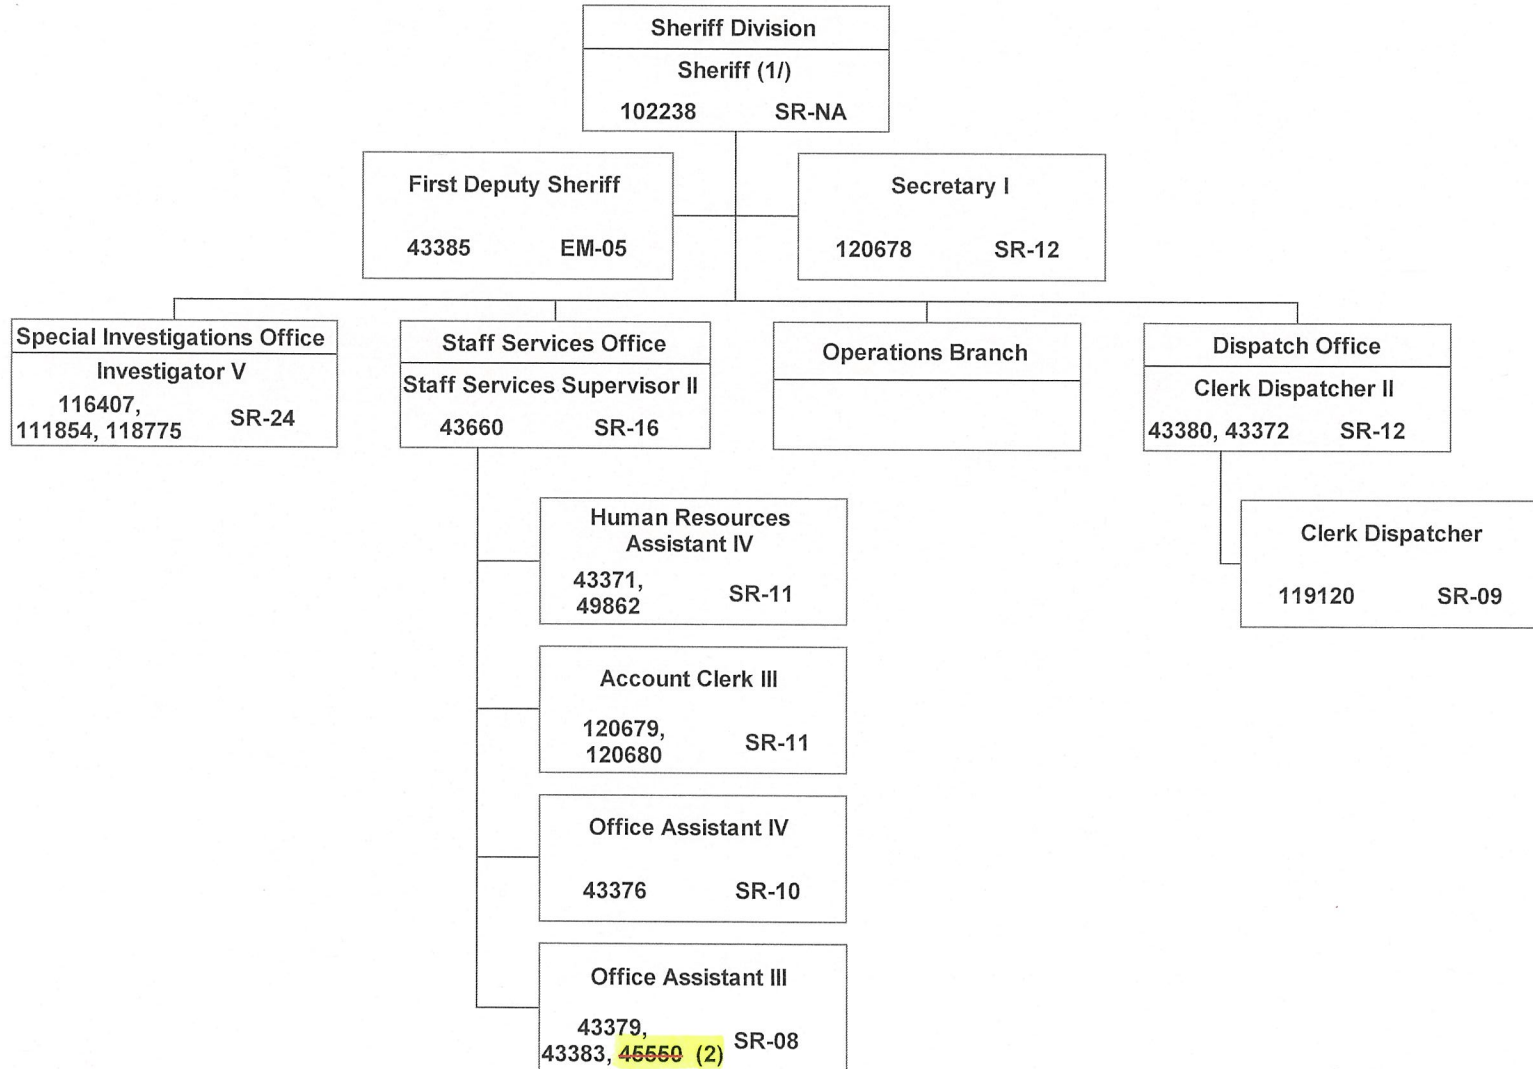 Sheriff Division
Sheriff (1/)
102238 SR-NA
First Deputy Sheriff
43385 EM-05
Secretary I
120678 SR-12
Special Investigations Office
Investigator V
116407,
111854, 118775 SR-24
Staff Services Office
Staff Services Supervisor II
43660 SR-16
Operations Branch
Dispatch Office
Clerk Dispatcher II
43380, 43372 SR-12
Human Resources
Assistant IV
43371,
49862 SR-11
Clerk Dispatcher
119120 SR-09
Account Clerk III
120679,
120680 SR-11
Office Assistant IV
43376 SR-10
Office Assistant III
43379,
43383, 45550 (2) SR-08